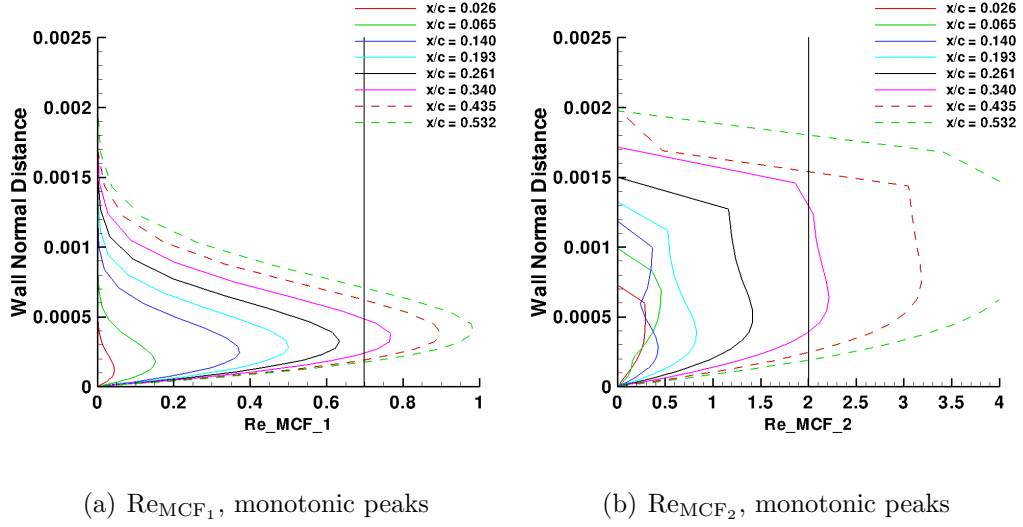 x/c = 0.026
x/c = 0.065
x/c = 0.140
x/c = 0.193
x/c = 0.261
x/c = 0.340
x/c = 0.435
x/c = 0.532
0.0025
0.002
0.0015
0.001
0.0005
0
Wall Normal Distance
0 0.2 0.4 0.6 0.8 1
Re_MCF_1
x/c = 0.026
x/c = 0.065
x/c = 0.140
x/c = 0.193
x/c = 0.261
x/c = 0.340
x/c = 0.435
x/c = 0.532
0.0025
0.002
0.0015
0.001
0.0005
0
Wall Normal Distance
0 0.5 1 1.5 2 2.5 3 3.5 4
Re_MCF_2
(a) Re_{MCF_1}, monotonic peaks
(b) Re_{MCF_2}, monotonic peaks